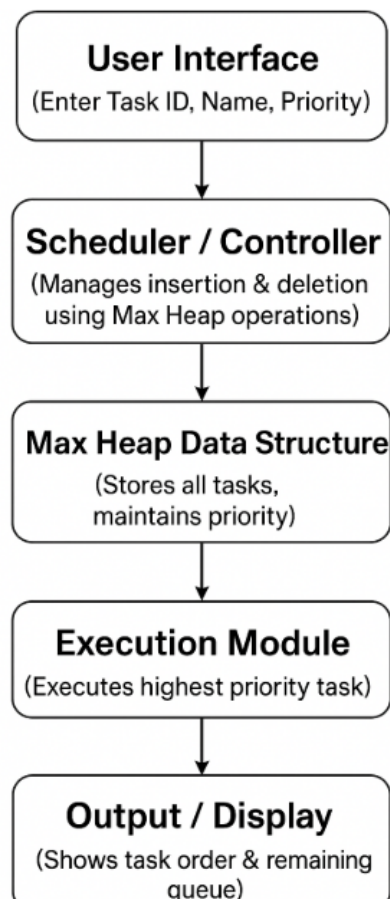 User Interface
(Enter Task ID, Name, Priority)
Scheduler / Controller
(Manages insertion & deletion
using Max Heap operations)
Max Heap Data Structure
(Stores all tasks,
maintains priority)
Execution Module
(Executes highest priority task)
Output / Display
(Shows task order & remaining
queue)